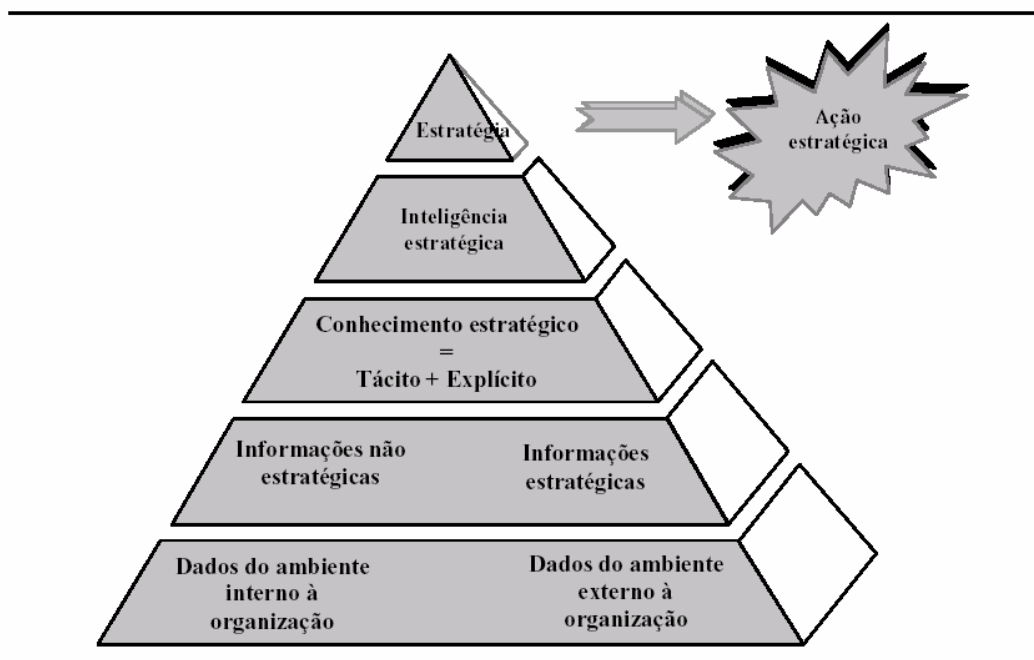 Estratégia
Ação
estratégica
Inteligência
estratégica
Conhecimento estratégico
=
Tácito + Explícito
Informações não
estratégicas
Informações
estratégicas
Dados do ambiente
interno à
organização
Dados do ambiente
externo à
organização